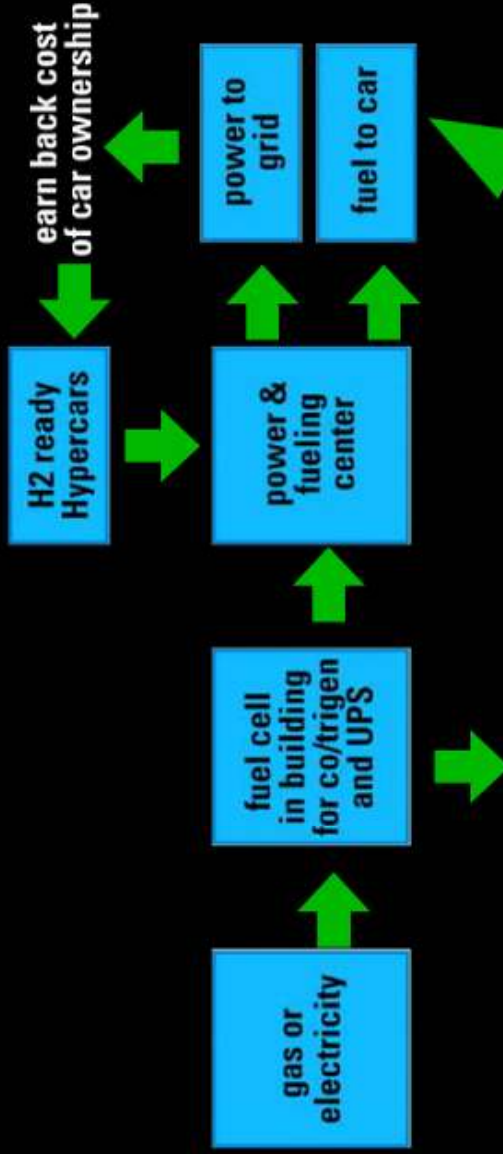 earn back cost
of car ownership
H2 ready
Hypercars
gas or
electricity
fuel cell
in building
for co/trigen
and UPS
power &
fueling
center
power to
grid
fuel to car